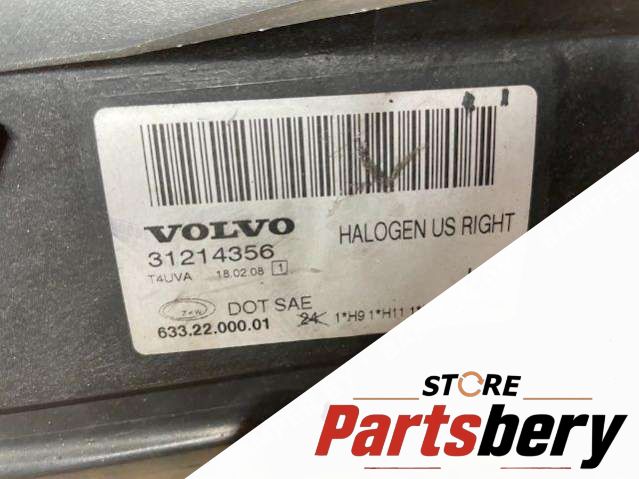 VOLVO
HALOGEN US RIGHT
31214356
T4UVA 18.02.08 1
DOT SAE
633.22.000.01 24 1*H9 1*H11
STORE
Partsbery